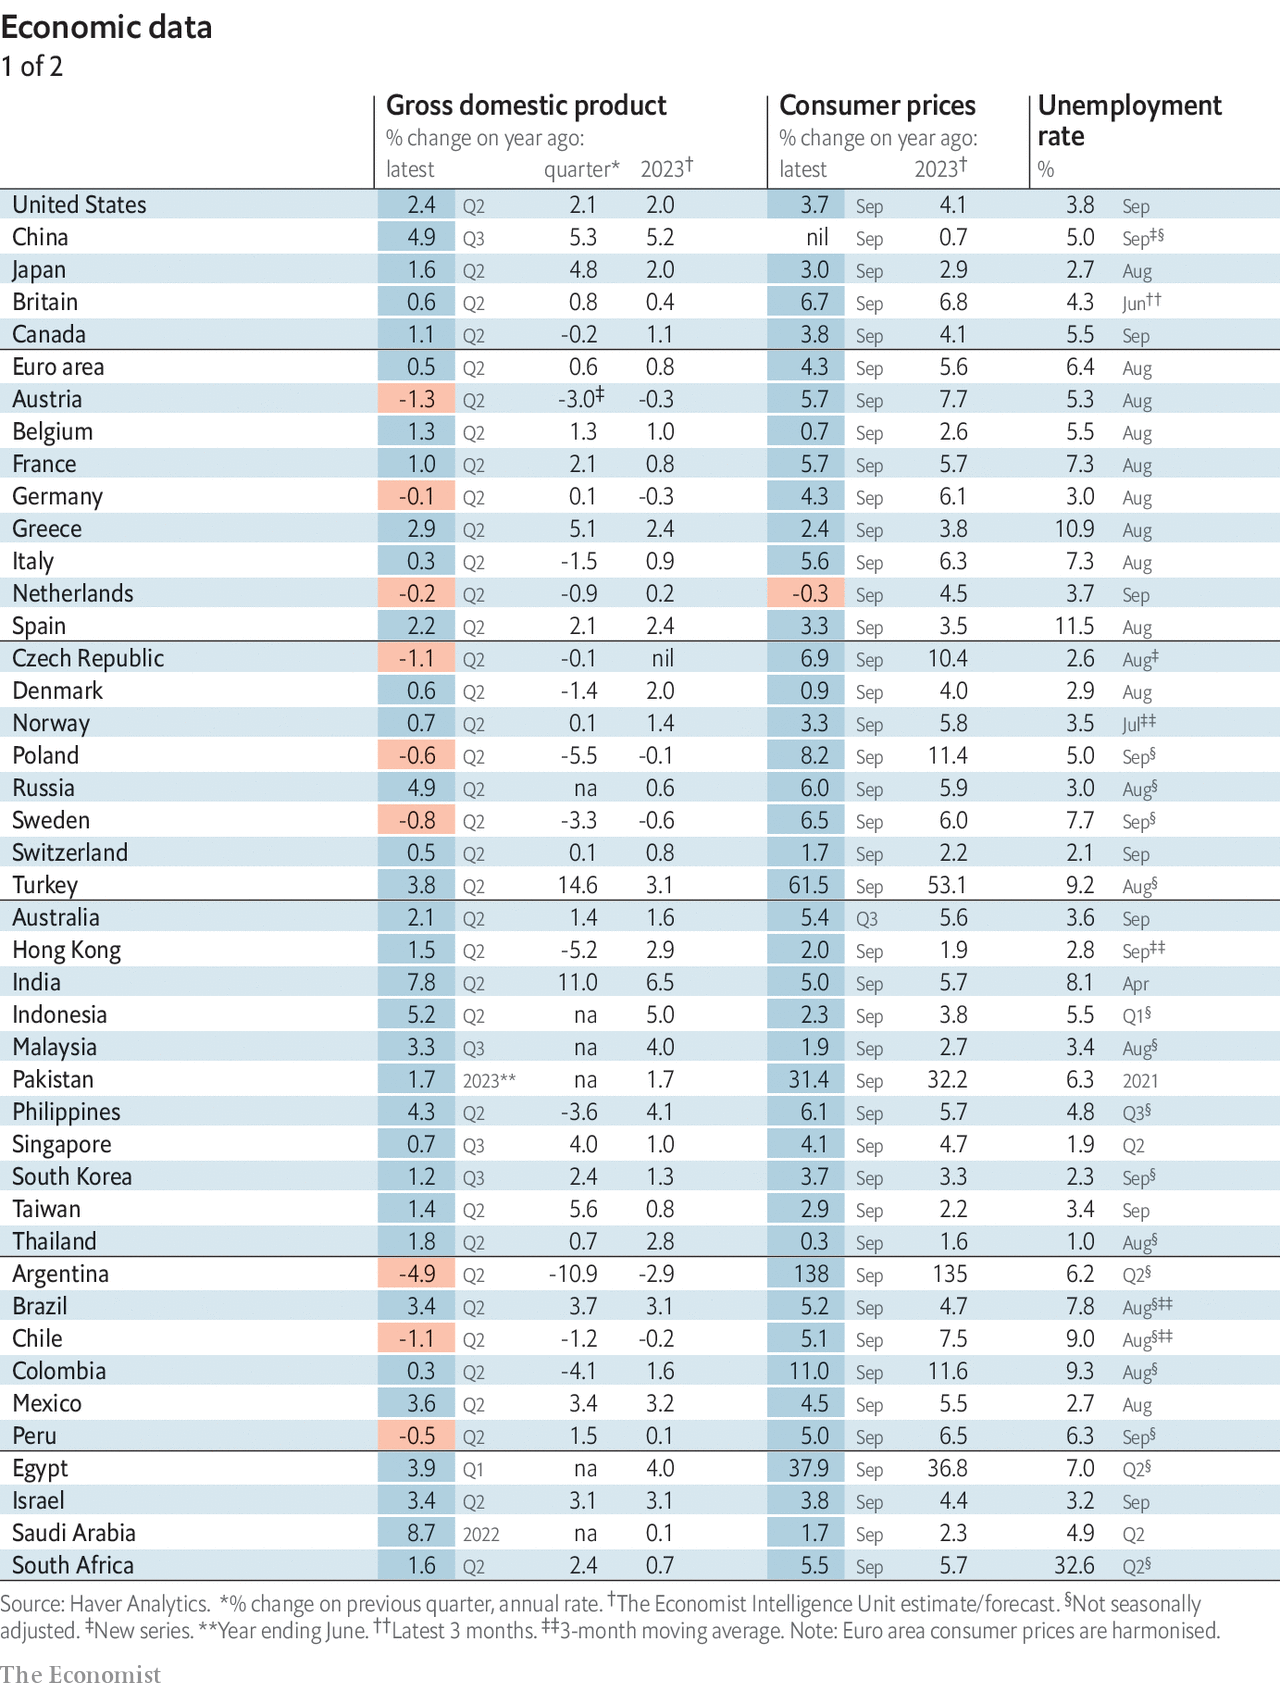 Economic data
1 of 2
Gross domestic product Consumer prices Unemployment
% change on year ago: % change on year ago: rate
latest quarter* 2023† latest 2023† %
United States 2.4 Q2 2.1 2.0 3.7 Sep 4.1 3.8 Sep
China 4.9 Q3 5.3 5.2 nil Sep 0.7 5.0 Sep‡§
Japan 1.6 Q2 4.8 2.0 3.0 Sep 2.9 2.7 Aug
Britain 0.6 Q2 0.8 0.4 6.7 Sep 6.8 4.3 Jun††
Canada 1.1 Q2 -0.2 1.1 3.8 Sep 4.1 5.5 Sep
Euro area 0.5 Q2 0.6 0.8 4.3 Sep 5.6 6.4 Aug
Austria -1.3 Q2 -3.0‡ -0.3 5.7 Sep 7.7 5.3 Aug
Belgium 1.3 Q2 1.3 1.0 0.7 Sep 2.6 5.5 Aug
France 1.0 Q2 2.1 0.8 5.7 Sep 5.7 7.3 Aug
Germany -0.1 Q2 0.1 -0.3 4.3 Sep 6.1 3.0 Aug
Greece 2.9 Q2 5.1 2.4 2.4 Sep 3.8 10.9 Aug
Italy 0.3 Q2 -1.5 0.9 5.6 Sep 6.3 7.3 Aug
Netherlands -0.2 Q2 -0.9 0.2 -0.3 Sep 4.5 3.7 Sep
Spain 2.2 Q2 2.1 2.4 3.3 Sep 3.5 11.5 Aug
Czech Republic -1.1 Q2 -0.1 nil 6.9 Sep 10.4 2.6 Aug‡
Denmark 0.6 Q2 -1.4 2.0 0.9 Sep 4.0 2.9 Aug
Norway 0.7 Q2 0.1 1.4 3.3 Sep 5.8 3.5 Jul‡‡
Poland -0.6 Q2 -5.5 -0.1 8.2 Sep 11.4 5.0 Sep§
Russia 4.9 Q2 na 0.6 6.0 Sep 5.9 3.0 Aug§
Sweden -0.8 Q2 -3.3 -0.6 6.5 Sep 6.0 7.7 Sep§
Switzerland 0.5 Q2 0.1 0.8 1.7 Sep 2.2 2.1 Sep
Turkey 3.8 Q2 14.6 3.1 61.5 Sep 53.1 9.2 Aug§
Australia 2.1 Q2 1.4 1.6 5.4 Q3 5.6 3.6 Sep
Hong Kong 1.5 Q2 -5.2 2.9 2.0 Sep 1.9 2.8 Sep‡‡
India 7.8 Q2 11.0 6.5 5.0 Sep 5.7 8.1 Apr
Indonesia 5.2 Q2 na 5.0 2.3 Sep 3.8 5.5 Q1§
Malaysia 3.3 Q3 na 4.0 1.9 Sep 2.7 3.4 Aug§
Pakistan 1.7 2023** na 1.7 31.4 Sep 32.2 6.3 2021
Philippines 4.3 Q2 -3.6 4.1 6.1 Sep 5.7 4.8 Q3§
Singapore 0.7 Q3 4.0 1.0 4.1 Sep 4.7 1.9 Q2
South Korea 1.2 Q3 2.4 1.3 3.7 Sep 3.3 2.3 Sep§
Taiwan 1.4 Q2 5.6 0.8 2.9 Sep 2.2 3.4 Sep
Thailand 1.8 Q2 0.7 2.8 0.3 Sep 1.6 1.0 Aug§
Argentina -4.9 Q2 -10.9 -2.9 138 Sep 135 6.2 Q2§
Brazil 3.4 Q2 3.7 3.1 5.2 Sep 4.7 7.8 Aug§‡‡
Chile -1.1 Q2 -1.2 -0.2 5.1 Sep 7.5 9.0 Aug§‡‡
Colombia 0.3 Q2 -4.1 1.6 11.0 Sep 11.6 9.3 Aug§
Mexico 3.6 Q2 3.4 3.2 4.5 Sep 5.5 2.7 Aug
Peru -0.5 Q2 1.5 0.1 5.0 Sep 6.5 6.3 Sep§
Egypt 3.9 Q1 na 4.0 37.9 Sep 36.8 7.0 Q2§
Israel 3.4 Q2 3.1 3.1 3.8 Sep 4.4 3.2 Sep
Saudi Arabia 8.7 2022 na 0.1 1.7 Sep 2.3 4.9 Q2
South Africa 1.6 Q2 2.4 0.7 5.5 Sep 5.7 32.6 Q2§
Source: Haver Analytics. *% change on previous quarter, annual rate. †The Economist Intelligence Unit estimate/forecast. §Not seasonally
adjusted. ‡New series. **Year ending June. ††Latest 3 months. ‡‡3-month moving average. Note: Euro area consumer prices are harmonised.
The Economist